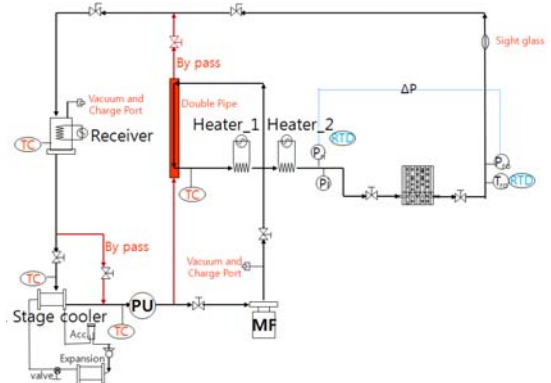 Sight glass
By pass
ΔP
Vacuum and
Charge Port
Double Pipe
Heater_1
Heater_2
RTD
TC
Receiver
TC
Pi
RTD
By pass
Vacuum and
Charge Port
TC
. Stage cooler
PU
TC
MF
Acc.
Expansion
valve